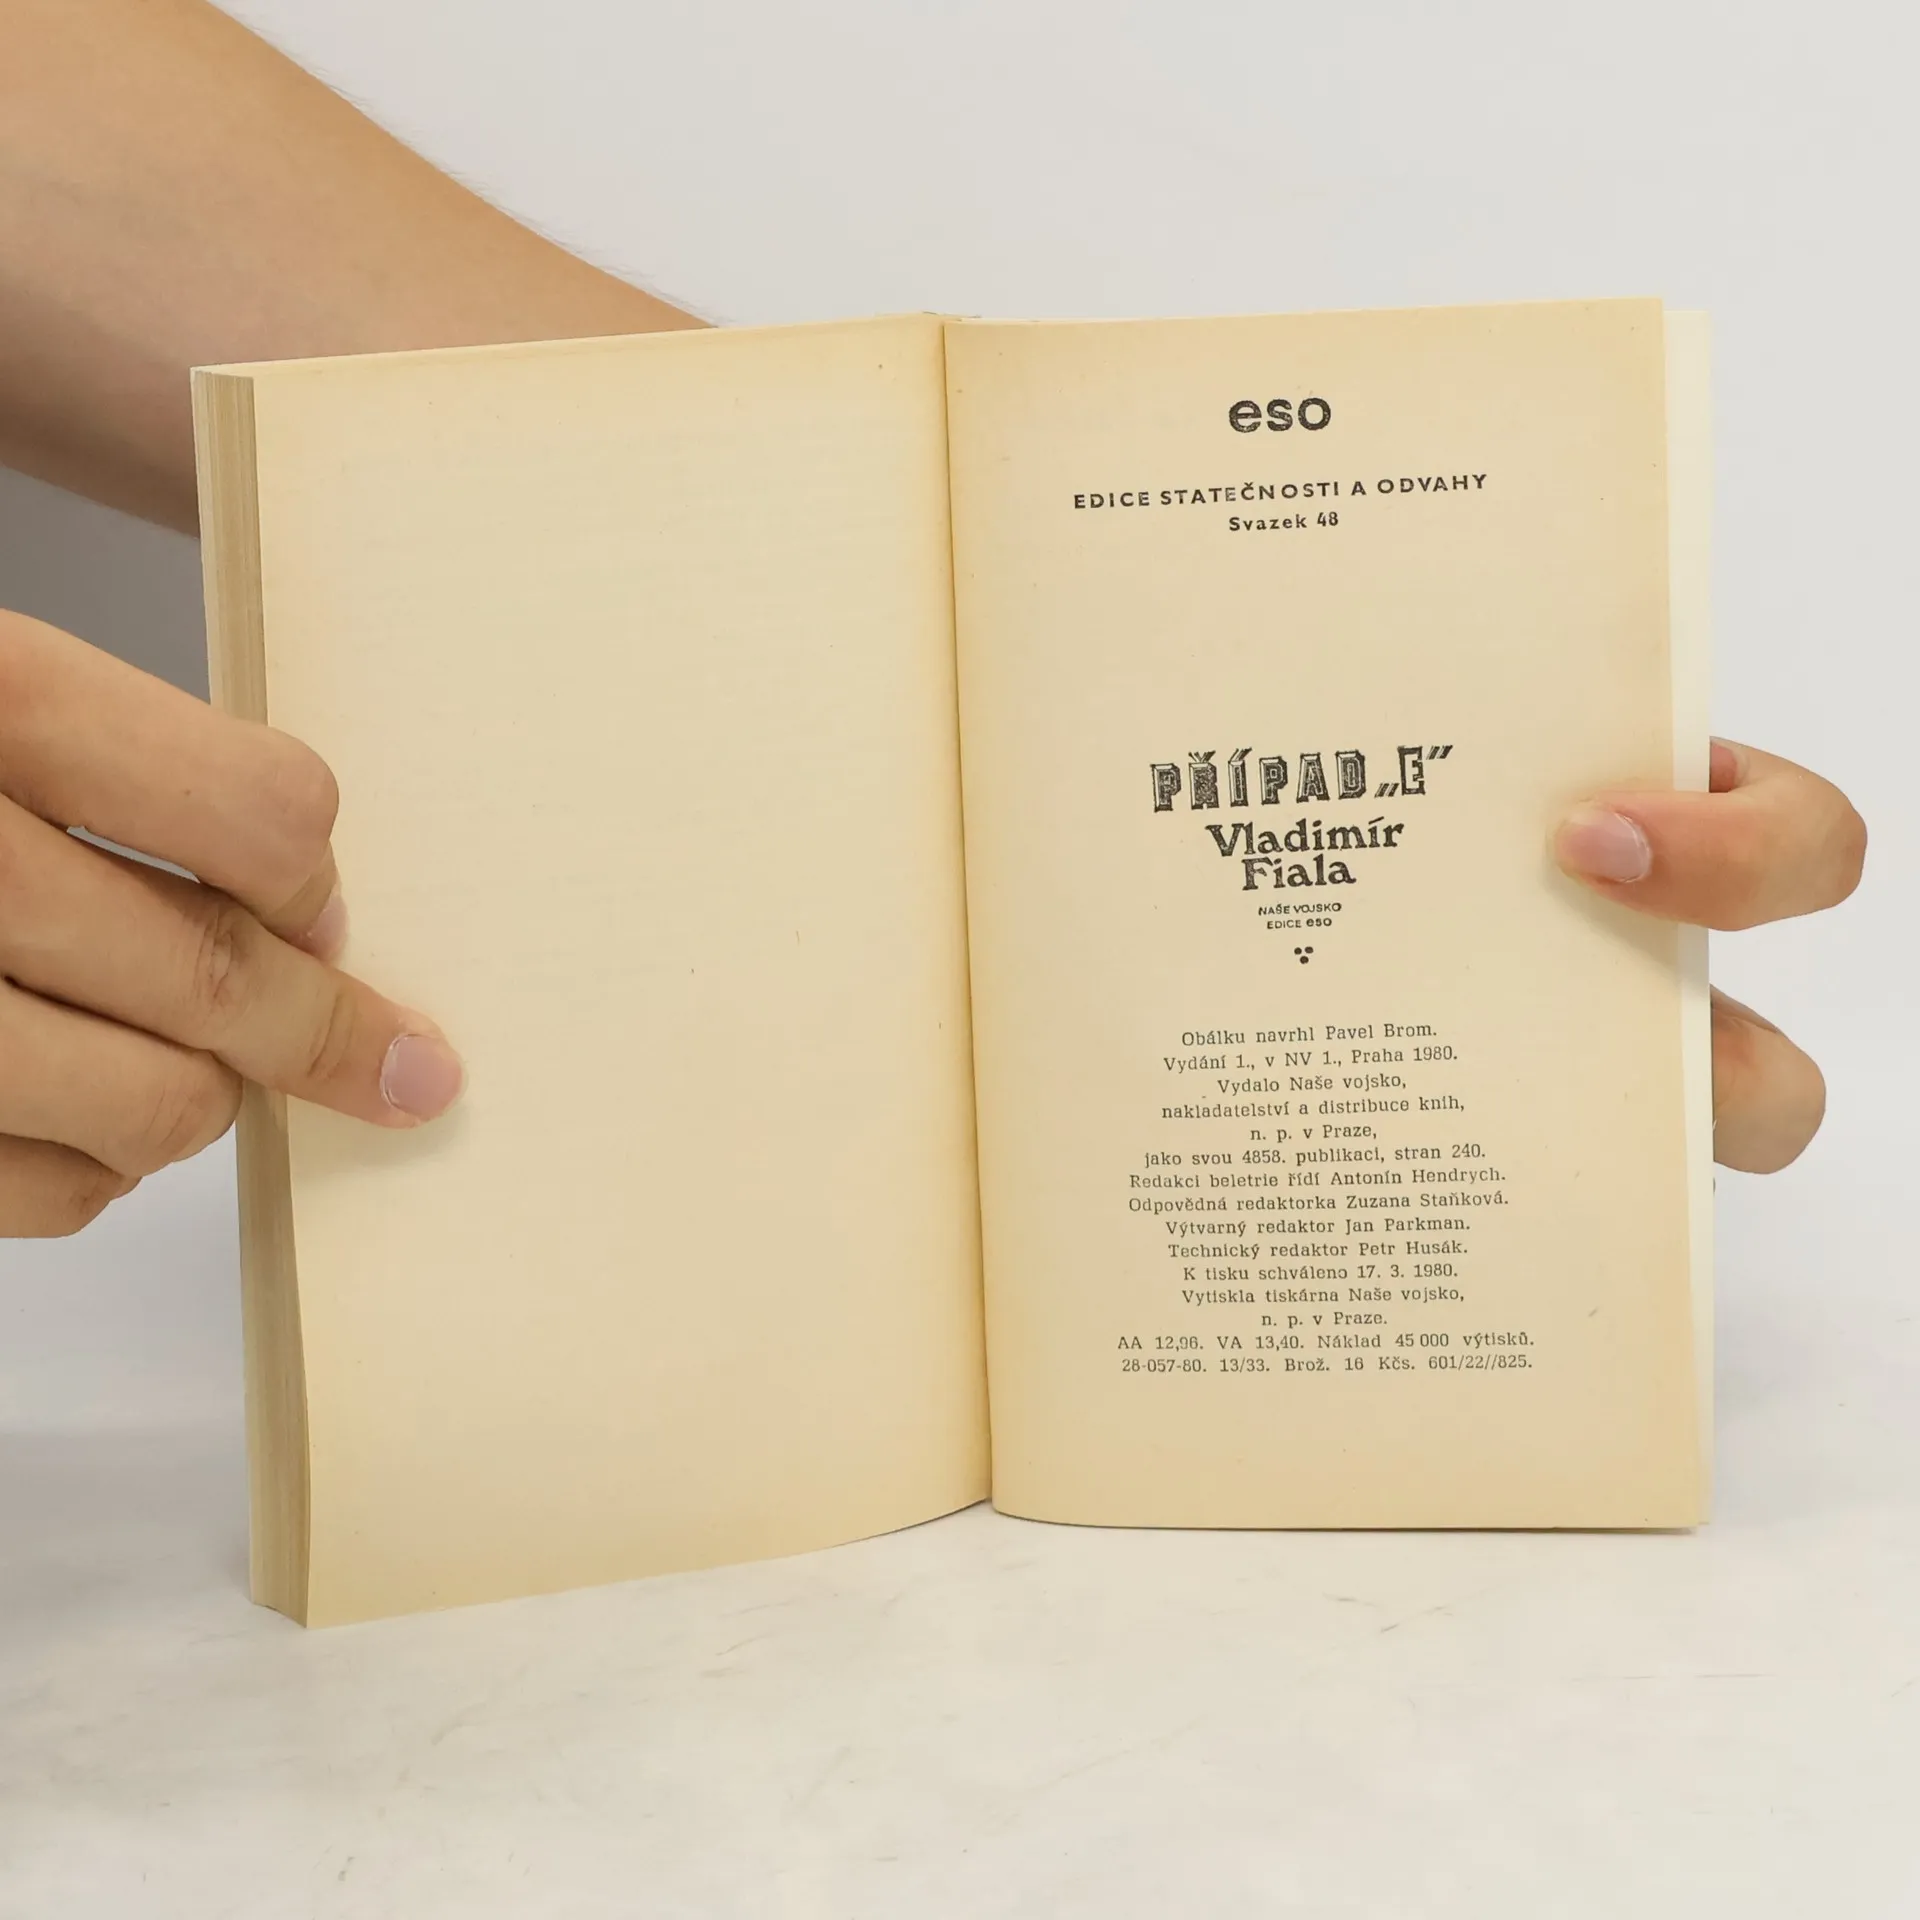 eso
EDICE STATEČNOSTI A ODVAHY
Svazek 48
PŘÍPAD „E”
Vladimír
Fiala
NAŠE VOJSKO
EDICE eso
Obálku navrhl Pavel Brom.
Vydání 1., v NV 1., Praha 1980.
Vydalo Naše vojsko,
nakladatelství a distribuce knih,
n. p. v Praze,
jako svou 4858. publikaci, stran 240.
Redakci beletrie řídí Antonín Hendrych.
Odpovědná redaktorka Zuzana Staňková.
Výtvarný redaktor Jan Parkman.
Technický redaktor Petr Husák.
K tisku schváleno 17. 3. 1980.
Vytiskla tiskárna Naše vojsko,
n. p. v Praze.
AA 12,96. VA 13,40. Náklad 45 000 výtisků.
28-057-80. 13/33. Brož. 16 Kčs. 601/22//825.